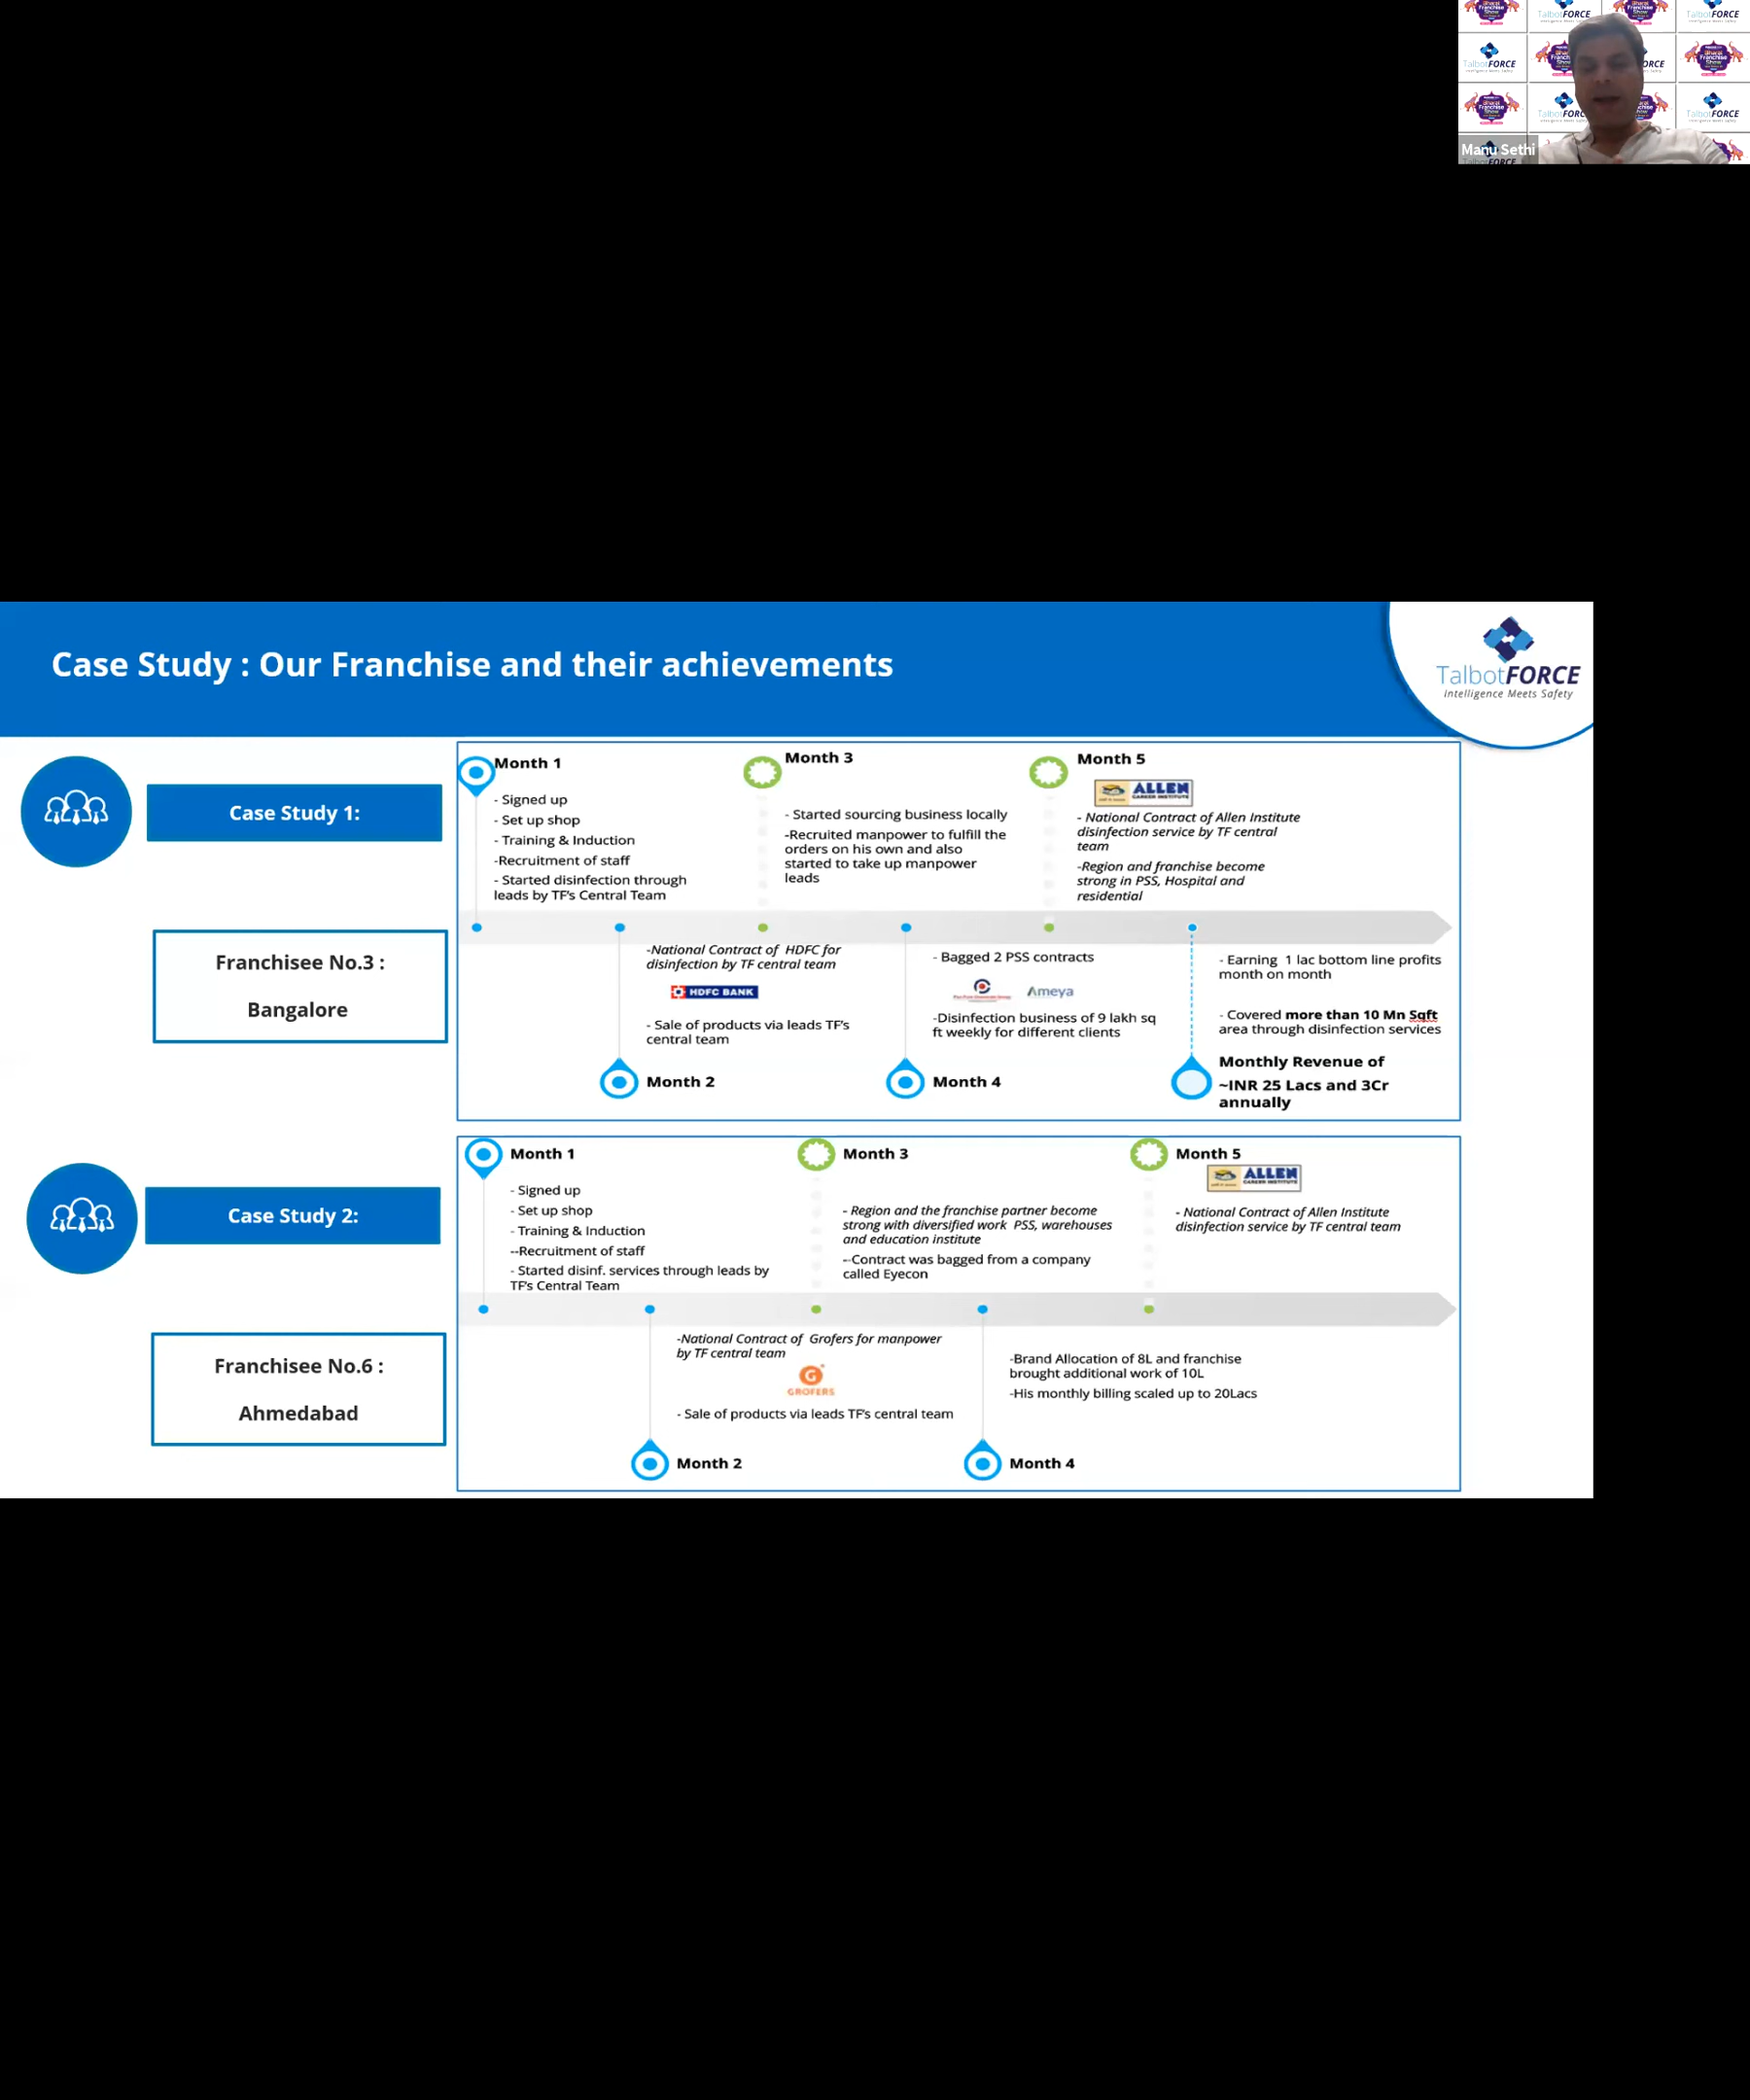 TalbotFORCE
Manu Sethi
Case Study : Our Franchise and their achievements
TalbotFORCE
Intelligence Meets Safety
Case Study 1:
Franchisee No.3 :
Bangalore
Month 1
- Signed up
- Set up shop
- Training & Induction
-Recruitment of staff
- Started disinfection through
leads by TF's Central Team
-National Contract of HDFC for
disinfection by TF central team
HDFC BANK
- Sale of products via leads TF's
central team
Month 2
Month 3
- Started sourcing business locally
-Recruited manpower to fulfill the
orders on his own and also
started to take up manpower
leads
- Bagged 2 PSS contracts
Ameya
-Disinfection business of 9 lakh sq
ft weekly for different clients
Month 4
Month 5
ALLEN
CAREER INSTITUTE
- National Contract of Allen Institute
disinfection service by TF central
team
-Region and franchise become
strong in PSS, Hospital and
residential
- Earning 1 lac bottom line profits
month on month
- Covered more than 10 Mn Sqft
area through disinfection services
Monthly Revenue of
~INR 25 Lacs and 3Cr
annually
Case Study 2:
Franchisee No.6 :
Ahmedabad
Month 1
- Signed up
- Set up shop
- Training & Induction
--Recruitment of staff
- Started disinf. services through leads by
TF's Central Team
-National Contract of Grofers for manpower
by TF central team
G
GROFERS
- Sale of products via leads TF's central team
Month 2
Month 3
- Region and the franchise partner become
strong with diversified work PSS, warehouses
and education institute
--Contract was bagged from a company
called Eyecon
-Brand Allocation of 8L and franchise
brought additional work of 10L
-His monthly billing scaled up to 20Lacs
Month 4
Month 5
ALLEN
CAREER INSTITUTE
- National Contract of Allen Institute
disinfection service by TF central team